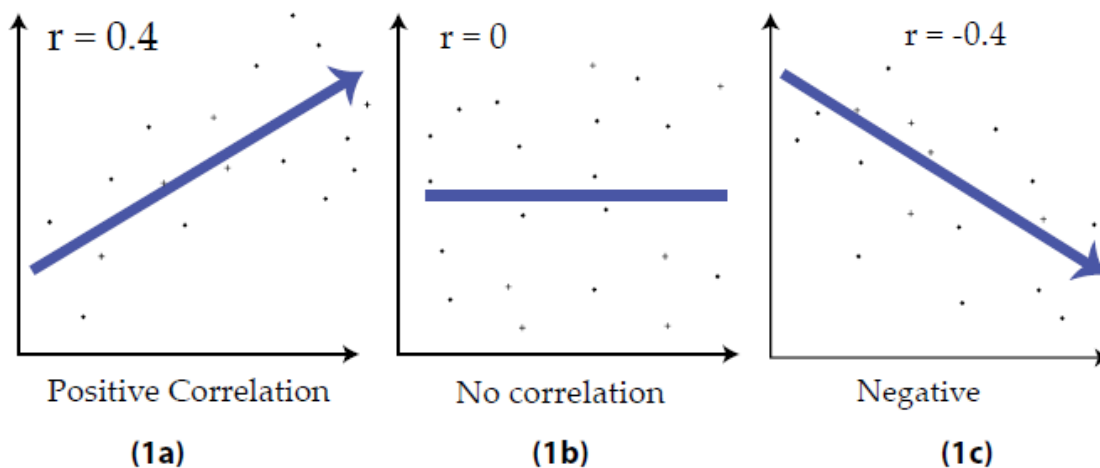 r = 0.4
r = 0
r = -0.4
Positive Correlation
No correlation
Negative
(1a)
(1b)
(1c)